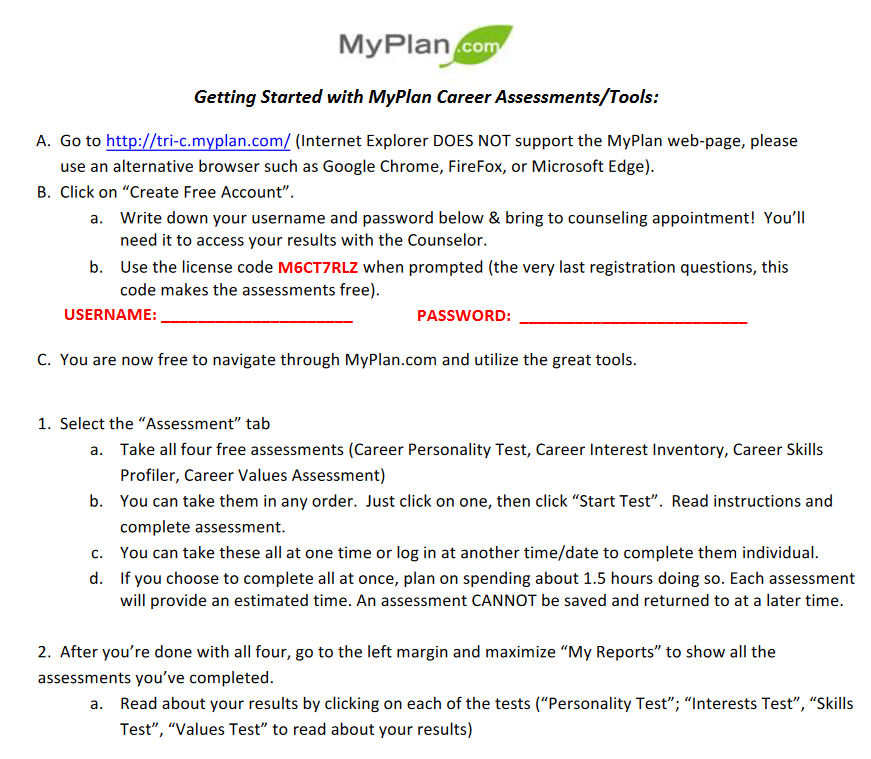 MyPlan.com
Getting Started with MyPlan Career Assessments/Tools:
A. Go to http://tri-c.myplan.com/ (Internet Explorer DOES NOT support the MyPlan web-page, please
use an alternative browser such as Google Chrome, FireFox, or Microsoft Edge).
B. Click on “Create Free Account”.
a. Write down your username and password below & bring to counseling appointment! You’ll
need it to access your results with the Counselor.
b. Use the license code M6CT7RLZ when prompted (the very last registration questions, this
code makes the assessments free).
USERNAME: _____________________ PASSWORD: _________________________
C. You are now free to navigate through MyPlan.com and utilize the great tools.
1. Select the “Assessment” tab
a. Take all four free assessments (Career Personality Test, Career Interest Inventory, Career Skills
Profiler, Career Values Assessment)
b. You can take them in any order. Just click on one, then click “Start Test”. Read instructions and
complete assessment.
c. You can take these all at one time or log in at another time/date to complete them individual.
d. If you choose to complete all at once, plan on spending about 1.5 hours doing so. Each assessment
will provide an estimated time. An assessment CANNOT be saved and returned to at a later time.
2. After you’re done with all four, go to the left margin and maximize “My Reports” to show all the
assessments you’ve completed.
a. Read about your results by clicking on each of the tests (“Personality Test”; “Interests Test”, “Skills
Test”, “Values Test” to read about your results)